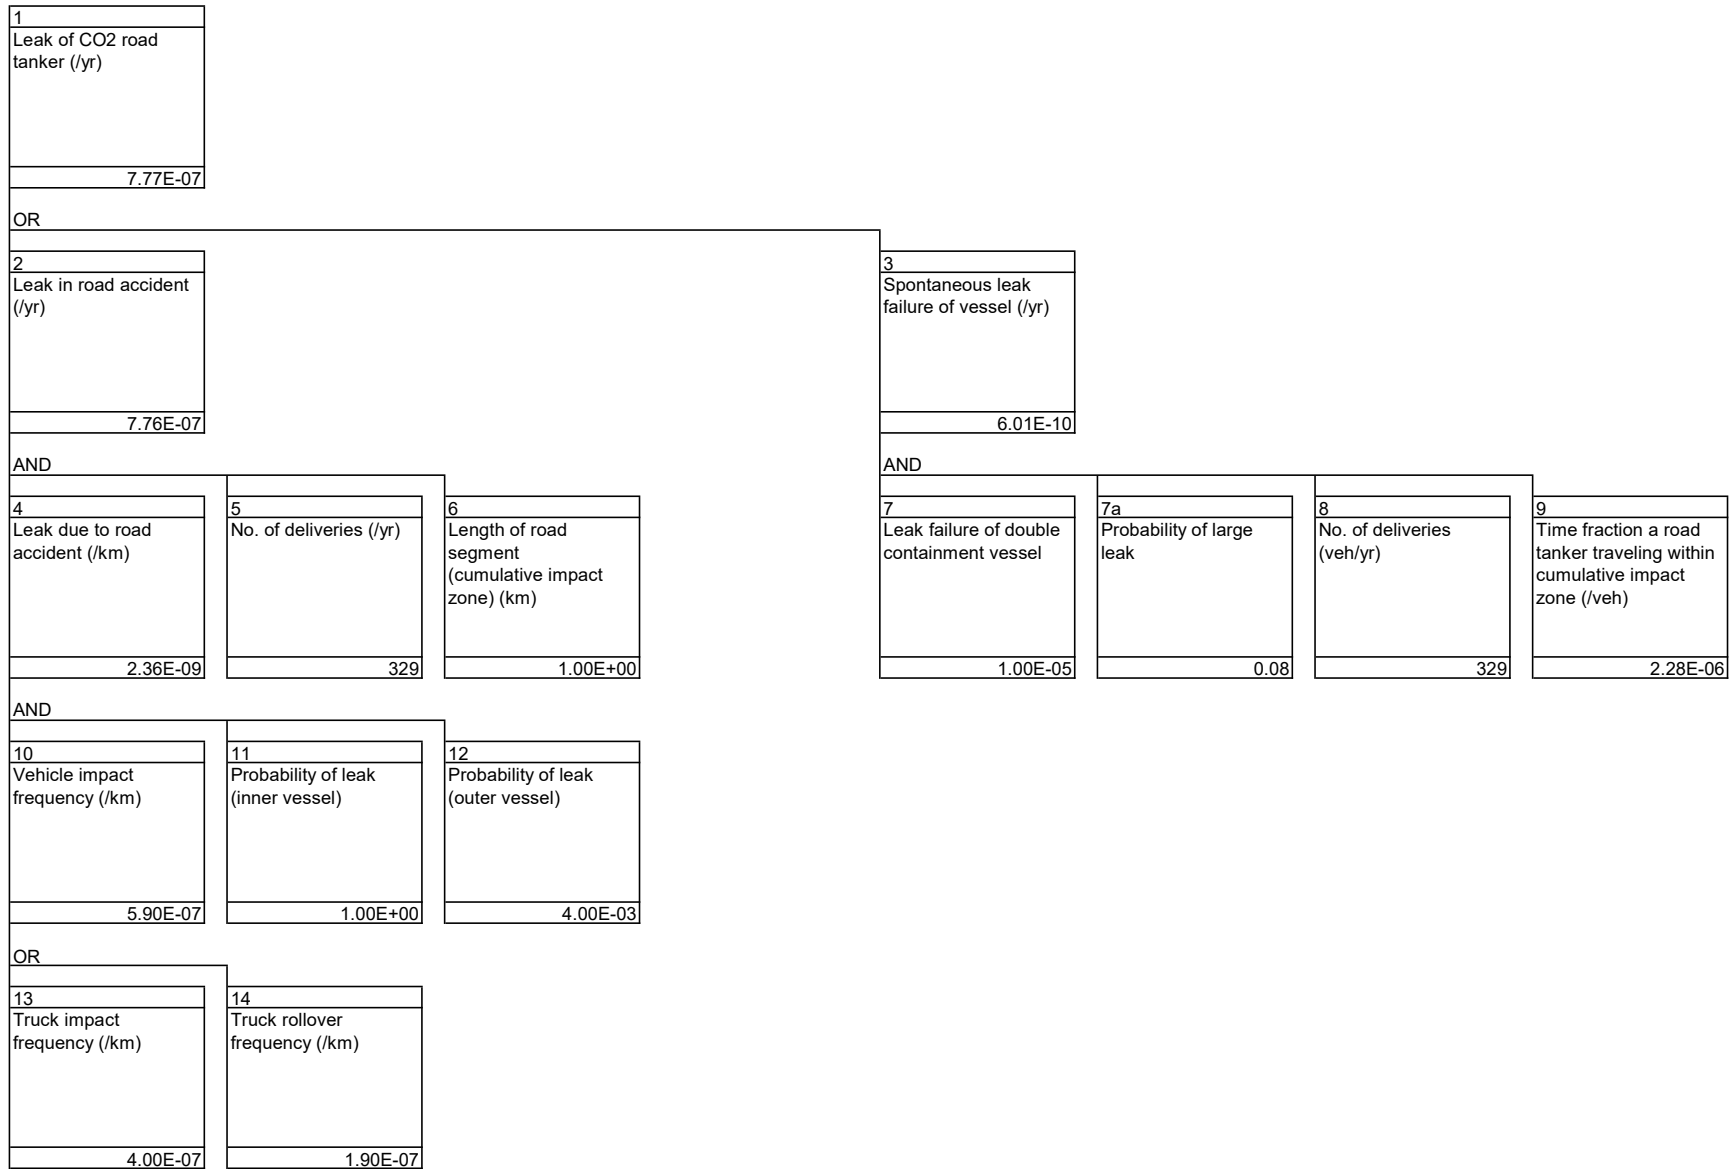 1
Leak of CO2 road
tanker (/yr)
7.77E-07
OR
2
Leak in road accident
(/yr)
7.76E-07
3
Spontaneous leak
failure of vessel (/yr)
6.01E-10
AND
4
Leak due to road
accident (/km)
2.36E-09
5
No. of deliveries (/yr)
329
6
Length of road
segment
(cumulative impact
zone) (km)
1.00E+00
AND
7
Leak failure of double
containment vessel
1.00E-05
7a
Probability of large
leak
0.08
8
No. of deliveries
(veh/yr)
329
9
Time fraction a road
tanker traveling within
cumulative impact
zone (/veh)
2.28E-06
AND
10
Vehicle impact
frequency (/km)
5.90E-07
11
Probability of leak
(inner vessel)
1.00E+00
12
Probability of leak
(outer vessel)
4.00E-03
OR
13
Truck impact
frequency (/km)
4.00E-07
14
Truck rollover
frequency (/km)
1.90E-07